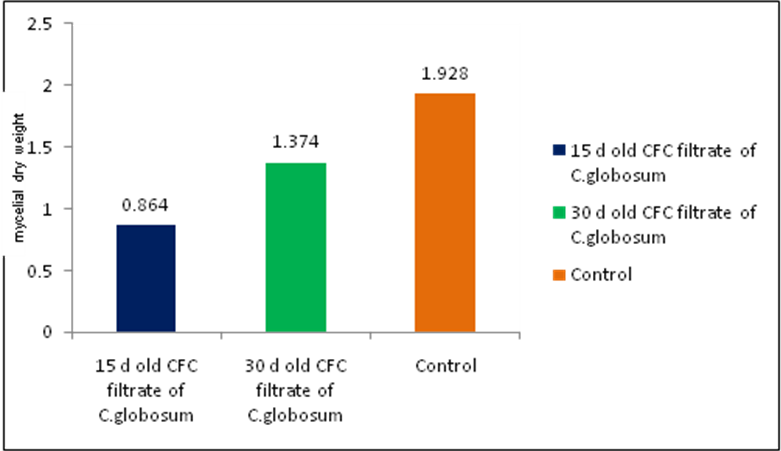 2.5
2
1.5
1
0.5
0
mycelial dry weight
0.864
1.374
1.928
15 d old CFC
filtrate of
C.globosum
30 d old CFC
filtrate of
C.globosum
Control
15 d old CFC filtrate of
C.globosum
30 d old CFC filtrate of
C.globosum
Control